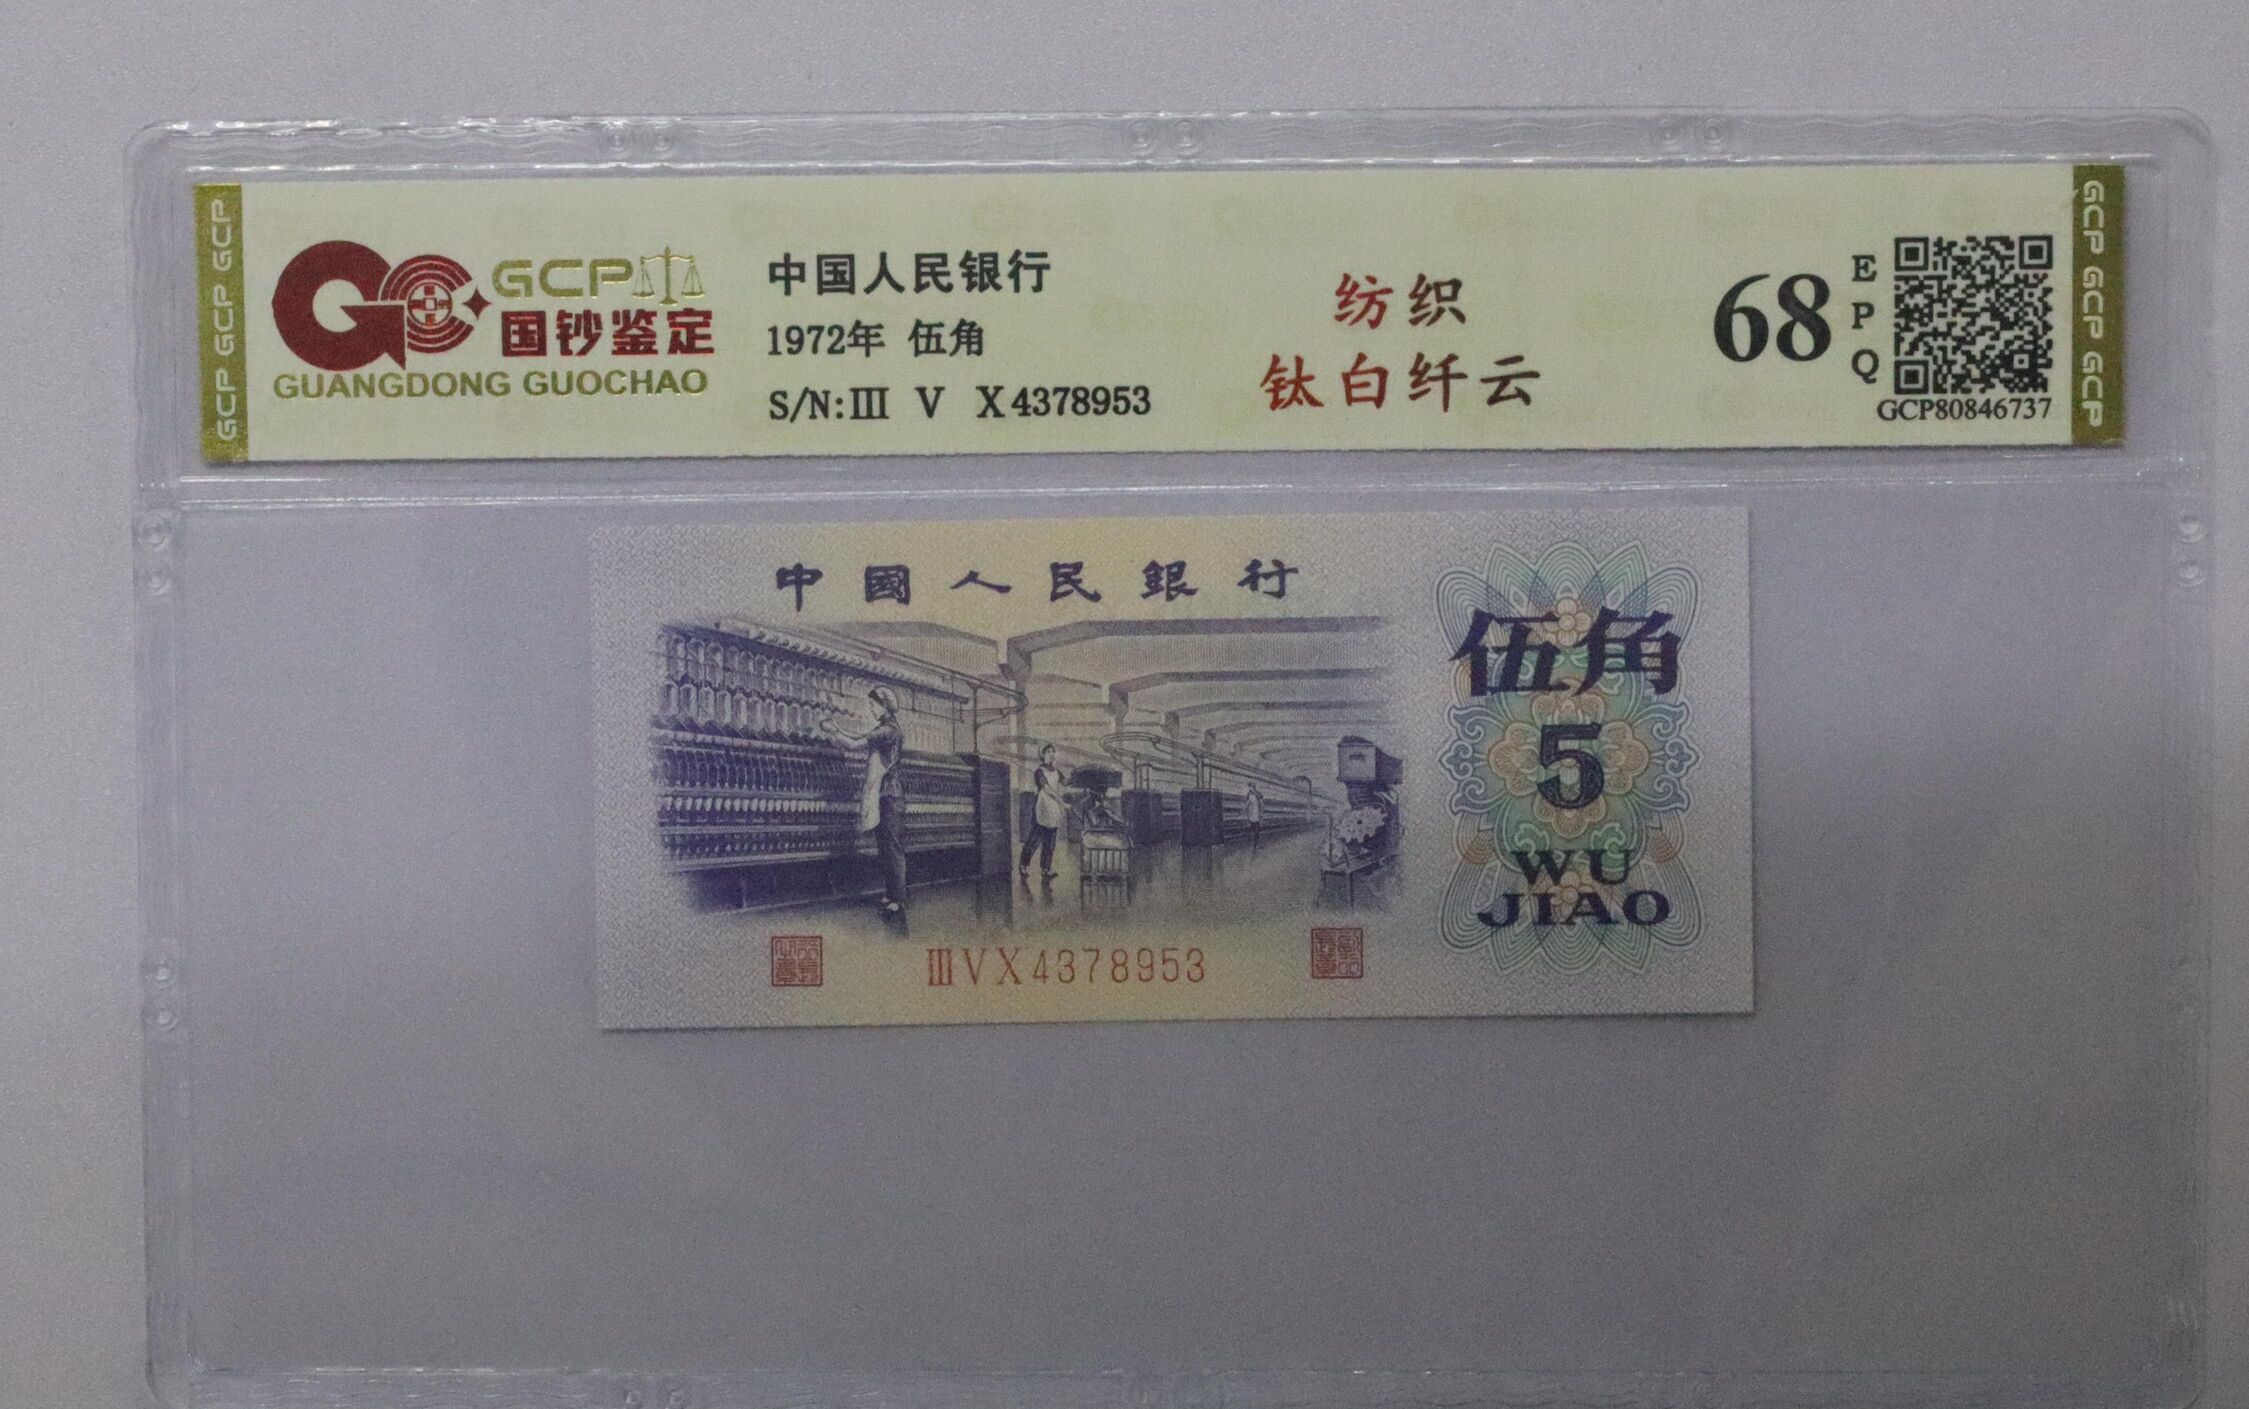 GCP GCP GCP
GCP
国钞鉴定
GUANGDONG GUOCHAO
中国人民银行
1972年 伍角
S/N:Ⅲ Ⅴ Ⅹ4378953
纺织
钛白纤云
68
EPQ
GCP80846737
GCP GCP GCP
中國人民銀行
伍角
5
WU
JIAO
ⅢⅤⅩ4378953